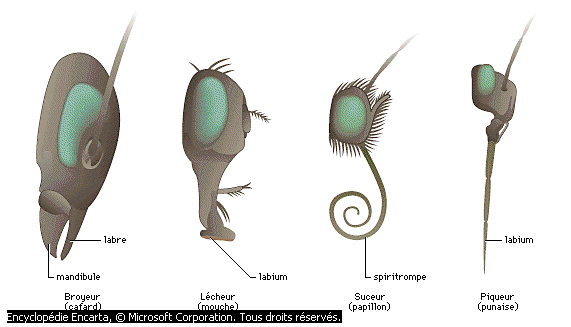 labre
mandibule
labium
spiritrompe
labium
Broyeur
(cafard)
Lécheur
(mouche)
Suceur
(papillon)
Piqueur
(punaise)
Encyclopédie Encarta, © Microsoft Corporation. Tous droits réservés.